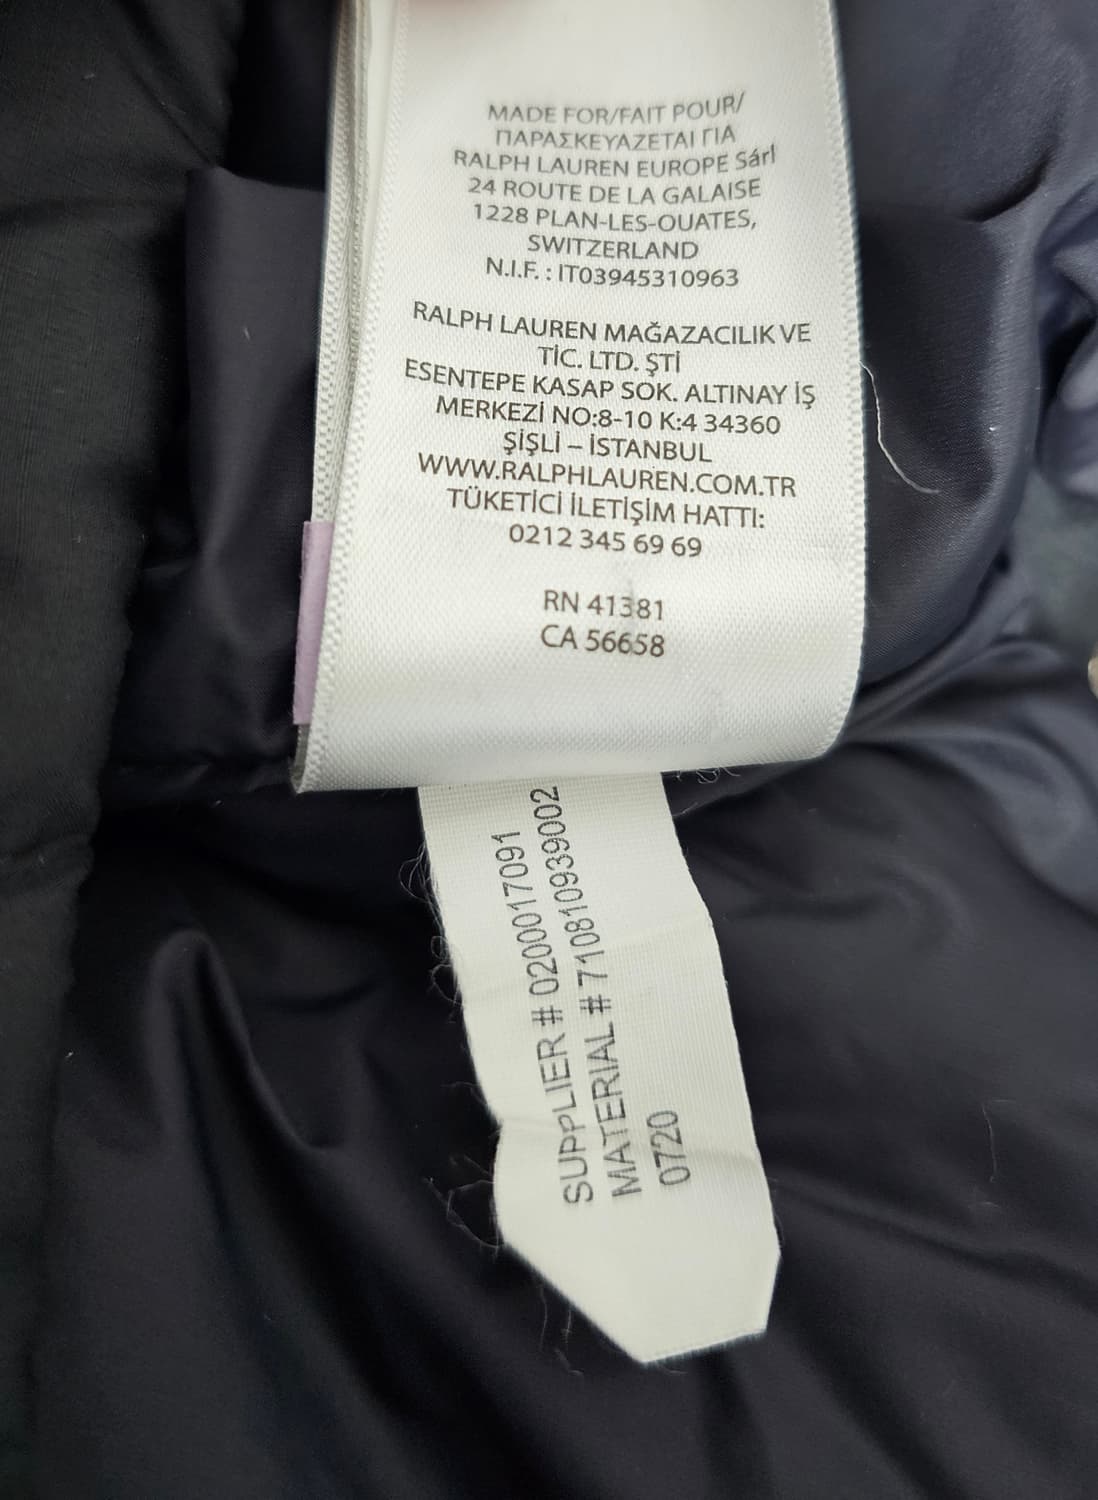 MADE FOR/FAIT POUR/
ΠΑΡΑΣΚΕΥΑΖΕΤΑΙ ΓΙΑ
RALPH LAUREN EUROPE Sárl
24 ROUTE DE LA GALAISE
1228 PLAN-LES-OUATES,
SWITZERLAND
N.I.F. : IT03945310963
RALPH LAUREN MAĞAZACILIK VE
TİC. LTD. ŞTİ
ESENTEPE KASAP SOK. ALTINAY İŞ
MERKEZİ NO:8-10 K:4 34360
ŞİŞLİ – İSTANBUL
WWW.RALPHLAUREN.COM.TR
TÜKETİCİ İLETİŞİM HATTI:
0212 345 69 69
RN 41381
CA 56658
SUPPLIER # 0200017091
MATERIAL # 710810939002
0720